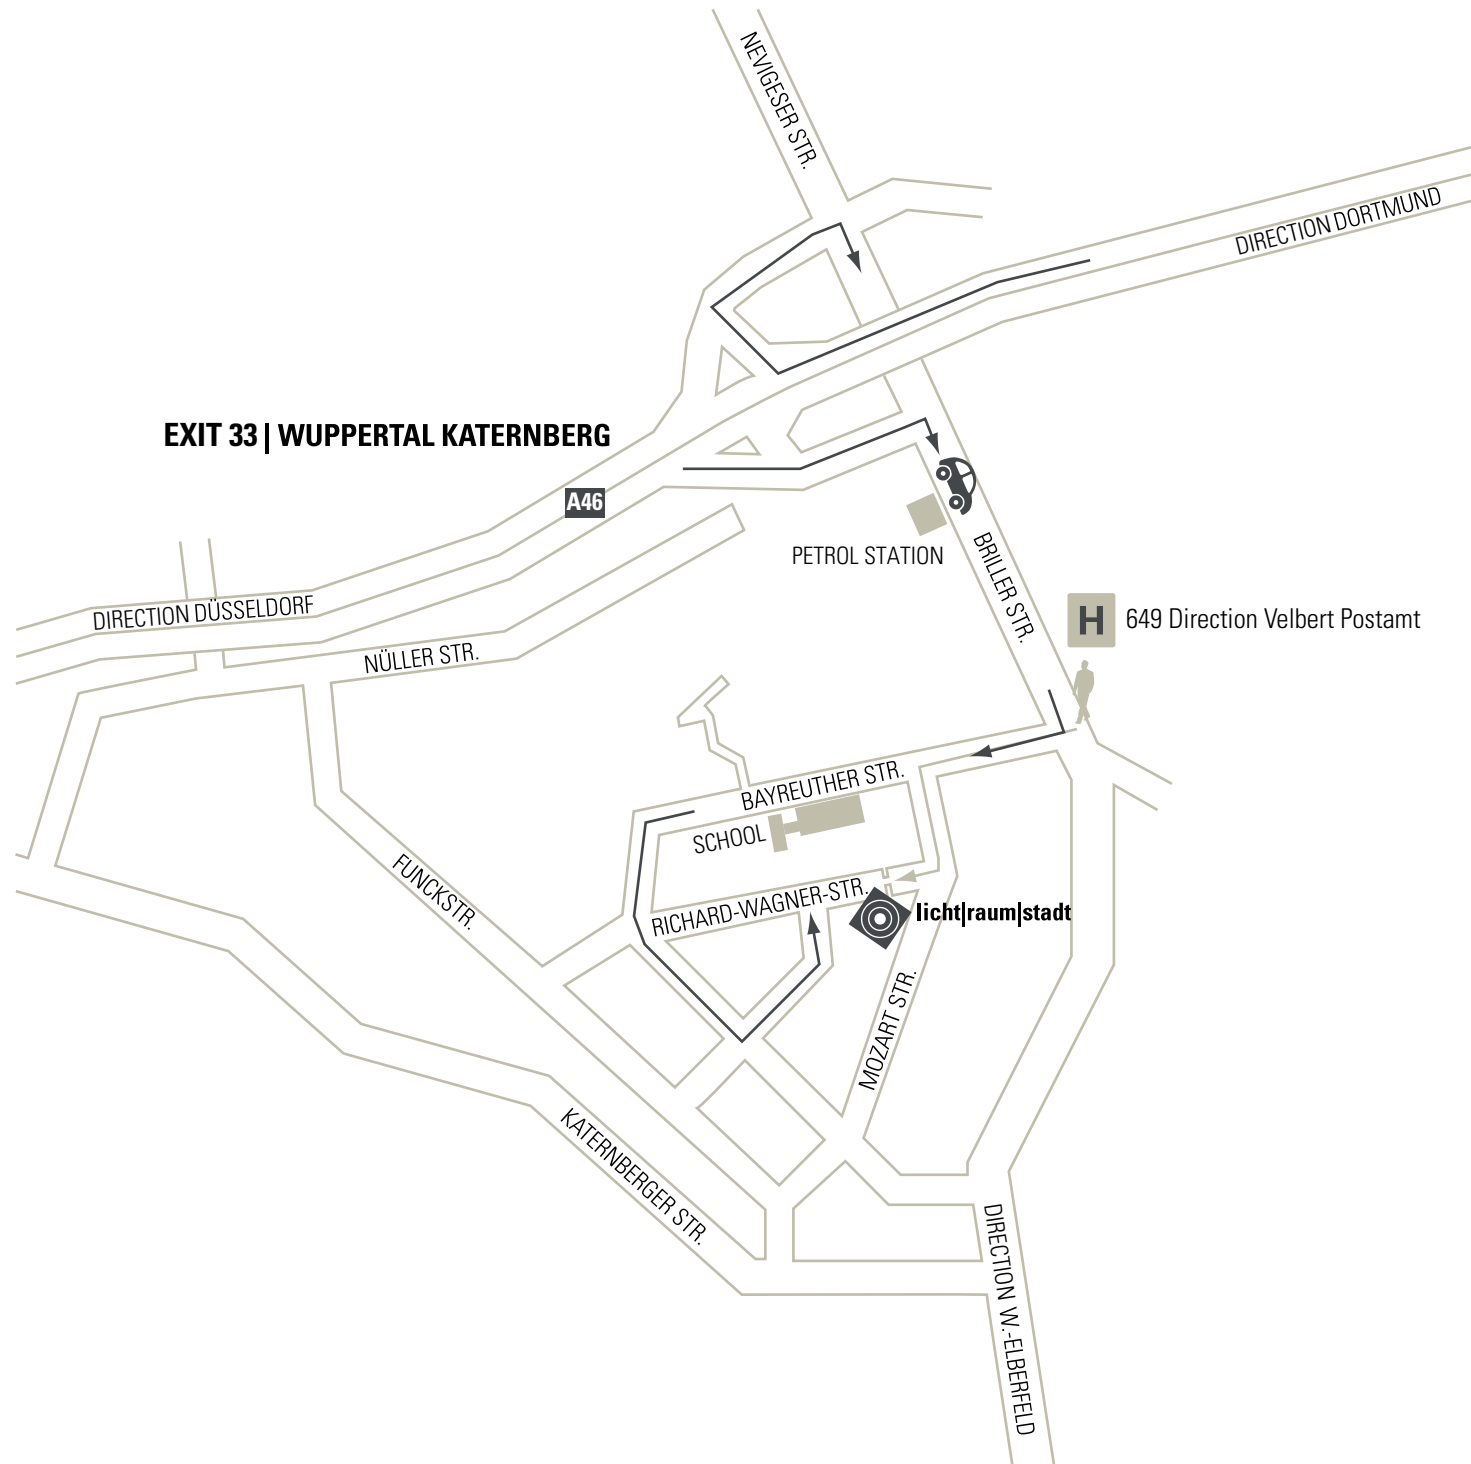 NEVIGESER STR.
DIRECTION DORTMUND
EXIT 33 | WUPPERTAL KATERNBERG
A46
PETROL STATION
BRILLER STR.
DIRECTION DÜSSELDORF
H
649 Direction Velbert Postamt
NÜLLER STR.
BAYREUTHER STR.
SCHOOL
FUNCKSTR.
RICHARD-WAGNER-STR.
licht|raum|stadt
MOZART STR.
KATERNBERGER STR.
DIRECTION W.-ELBERFELD